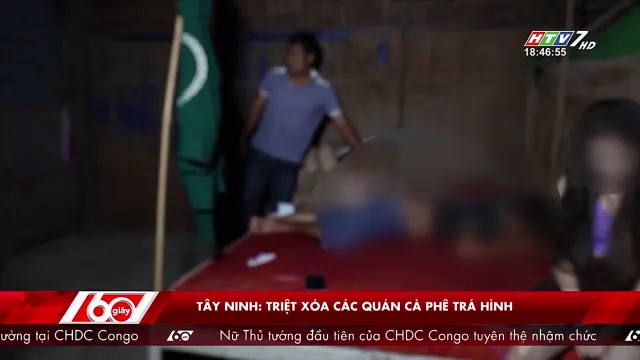 HTV7 HD
18:46:55
60 giây
TÂY NINH: TRIỆT XÓA CÁC QUÁN CÀ PHÊ TRÁ HÌNH
ường tại CHDC Congo 60 Nữ Thủ tướng đầu tiên của CHDC Congo tuyên thệ nhậm chức